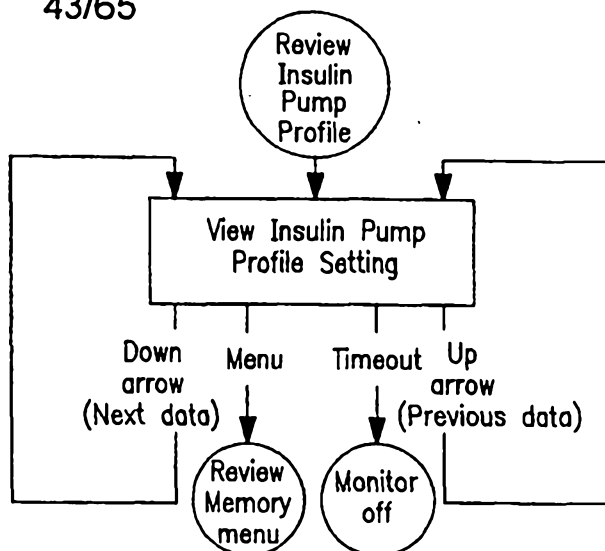 43/65
Review
Insulin
Pump
Profile
View Insulin Pump
Profile Setting
Down
arrow
(Next data)
Menu
Timeout
Up
arrow
(Previous data)
Review
Memory
menu
Monitor
off